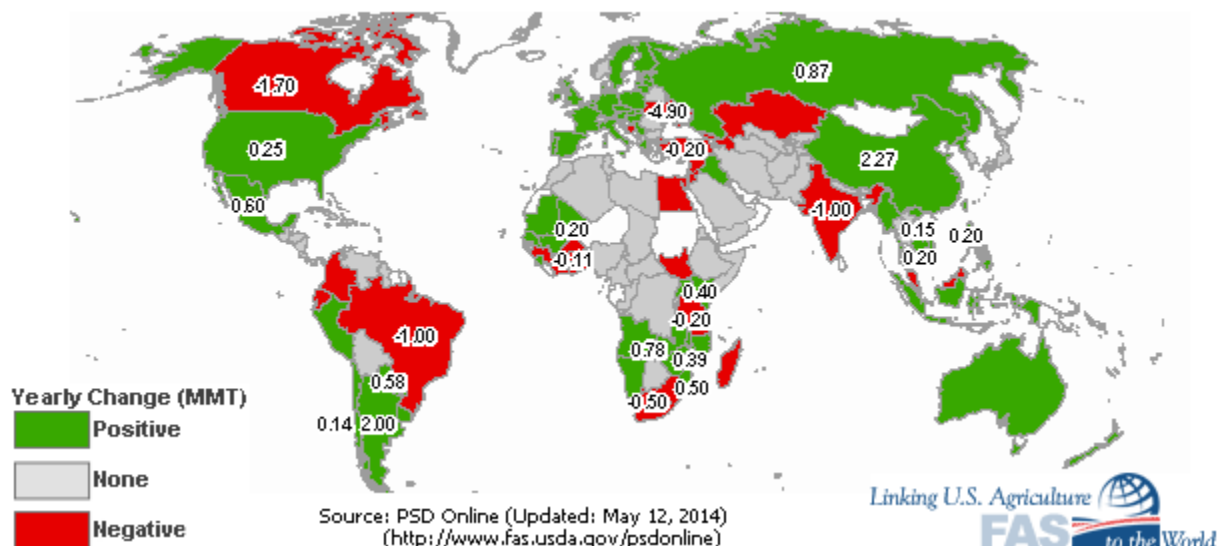 0.87
-1.70
-4.90
0.25
-0.20
2.27
0.60
-1.00
0.20
0.15
0.20
-0.11
0.20
0.40
-0.20
-1.00
0.78
0.39
0.58
0.50
-0.50
0.14
2.00
Yearly Change (MMT)
Positive
None
Negative
Source: PSD Online (Updated: May 12, 2014)
(http://www.fas.usda.gov/psdonline)
Linking U.S. Agriculture
FAS to the World